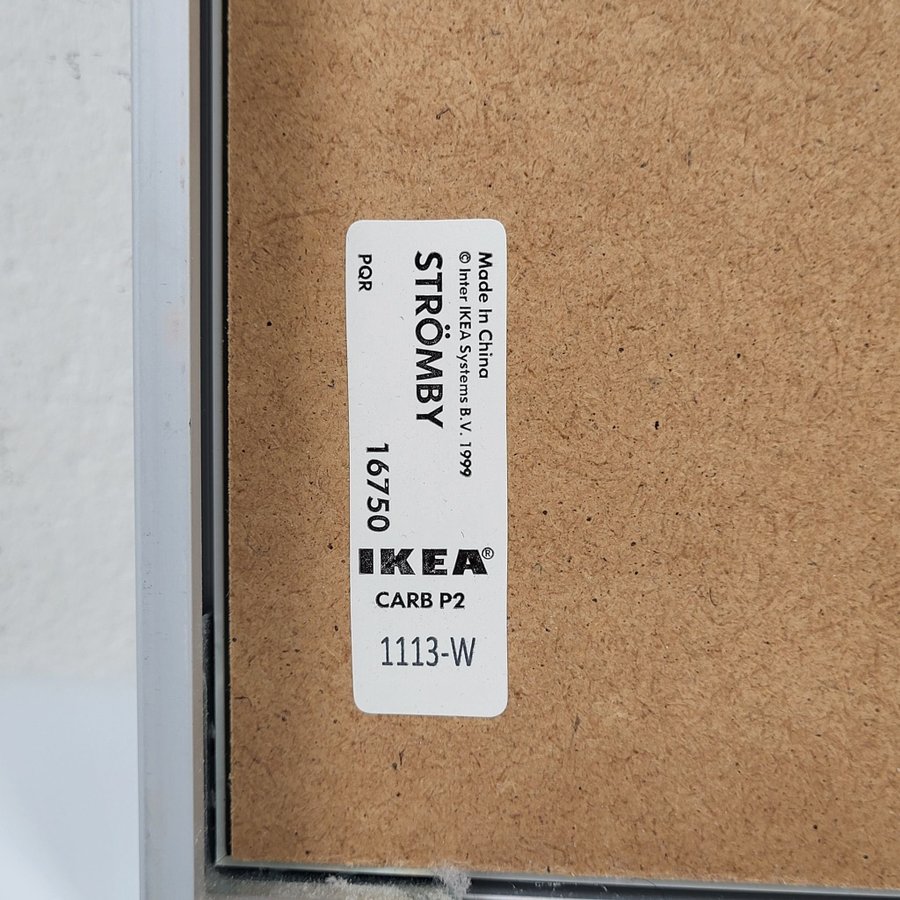 Made In China
© Inter IKEA Systems B.V. 1999
STRÖMBY
16750
PQR
IKEA®
CARB P2
1113-W